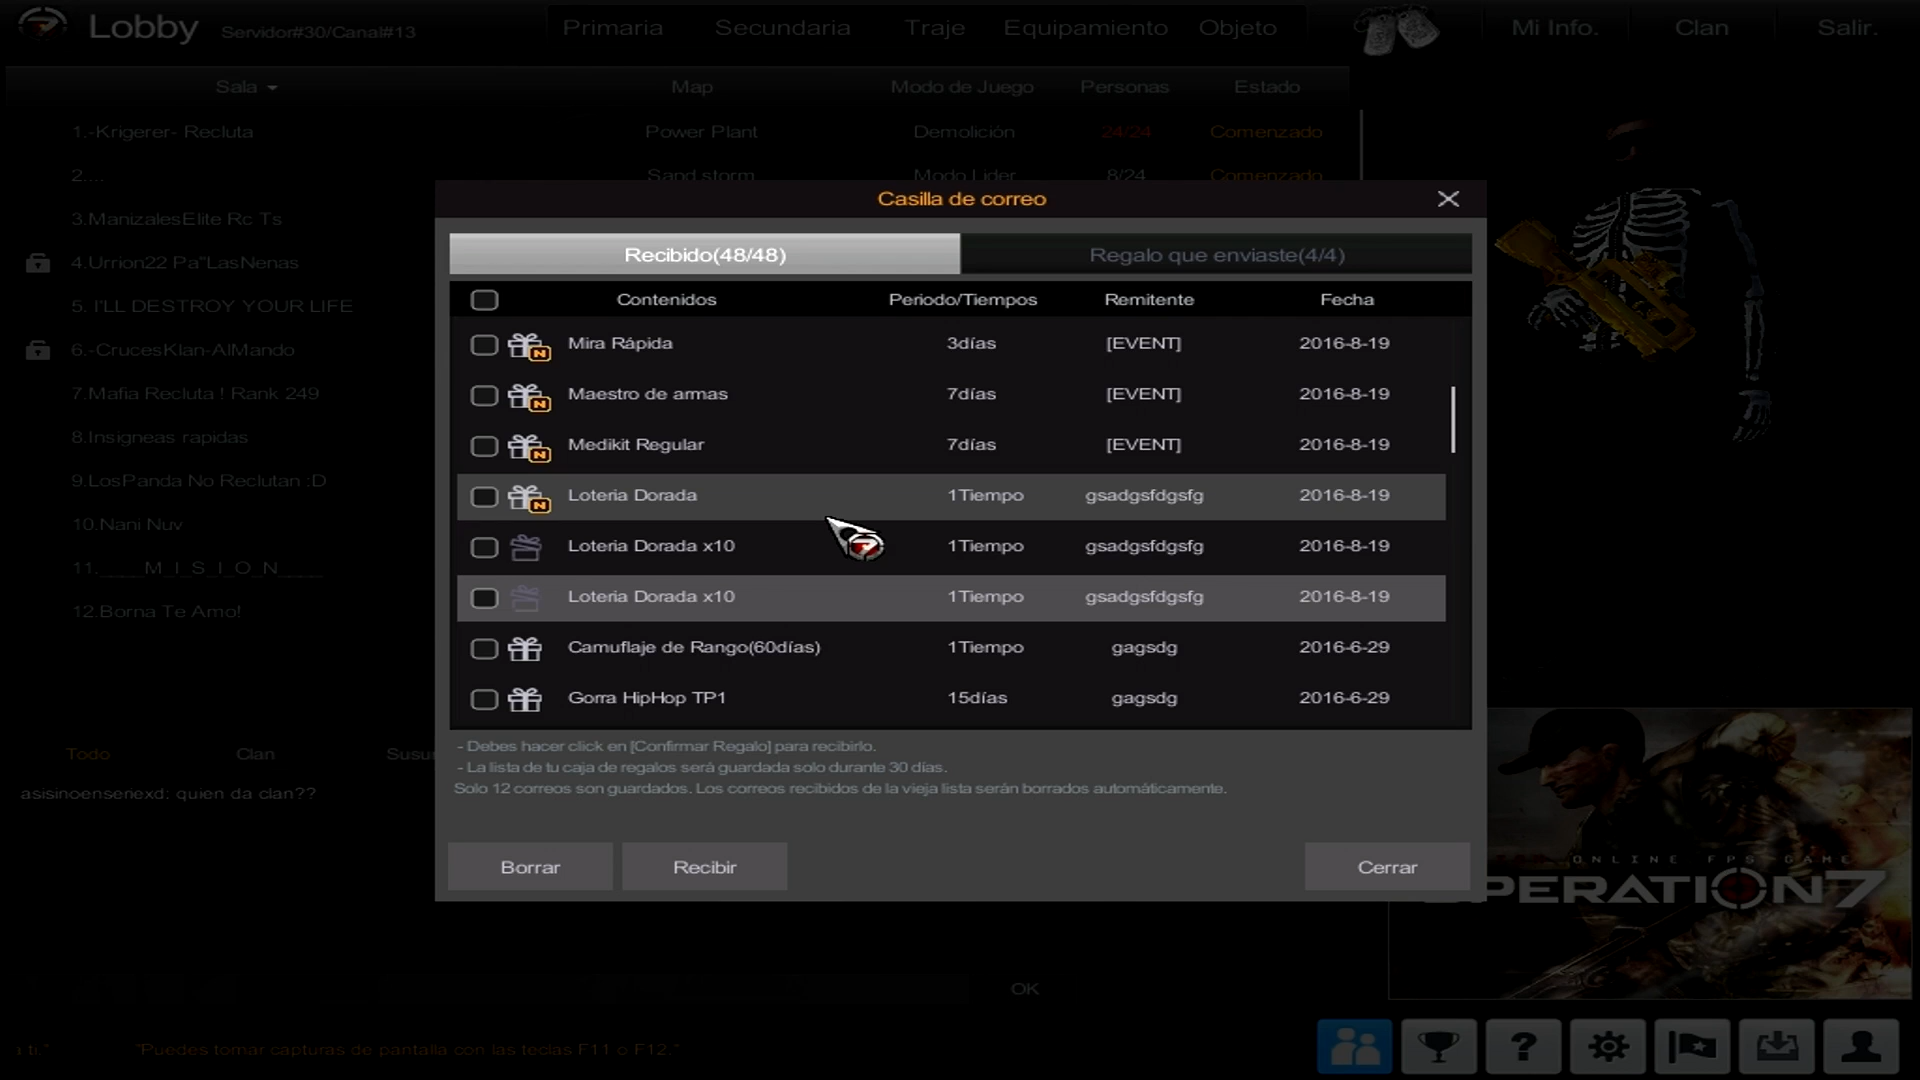 Lobby Servidor#30/Canal#13 Primaria Secundaria Traje Equipamiento Objeto Mi Info. Clan Salir.
Sala Map Modo de Juego Personas Estado
1.-Krigerer- Recluta Power Plant Demolición 24/24 Comenzado
2.... Sand storm Modo Lider 8/24 Comenzado
3.ManizalesElite Rc Ts
4.Urrion22 Pa"LasNenas
5. I'LL DESTROY YOUR LIFE
6.-CrucesKlan-AlMando
7.Mafia Recluta ! Rank 249
8.Insigneas rapidas
9.LosPanda No Reclutan :D
10.Nani Nuv
11.____M_I_S_I_O_N____
12.Borna Te Amo!
Casilla de correo
Recibido(48/48) Regalo que enviaste(4/4)
Contenidos Periodo/Tiempos Remitente Fecha
N Mira Rápida 3días [EVENT] 2016-8-19
N Maestro de armas 7días [EVENT] 2016-8-19
N Medikit Regular 7días [EVENT] 2016-8-19
N Loteria Dorada 1Tiempo gsadgsfdgsfg 2016-8-19
Loteria Dorada x10 1Tiempo gsadgsfdgsfg 2016-8-19
Loteria Dorada x10 1Tiempo gsadgsfdgsfg 2016-8-19
Camuflaje de Rango(60días) 1Tiempo gagsdg 2016-6-29
Gorra HipHop TP1 15días gagsdg 2016-6-29
- Debes hacer click en [Confirmar Regalo] para recibirlo.
- La lista de tu caja de regalos será guardada solo durante 30 días.
Solo 12 correos son guardados. Los correos recibidos de la vieja lista serán borrados automáticamente.
Borrar Recibir Cerrar
Todo Clan Susur
asisinoenseriexd: quien da clan??
ONLINE FPS GAME
OPERATION7
OK
a ti." "Puedes tomar capturas de pantalla con las teclas F11 o F12."